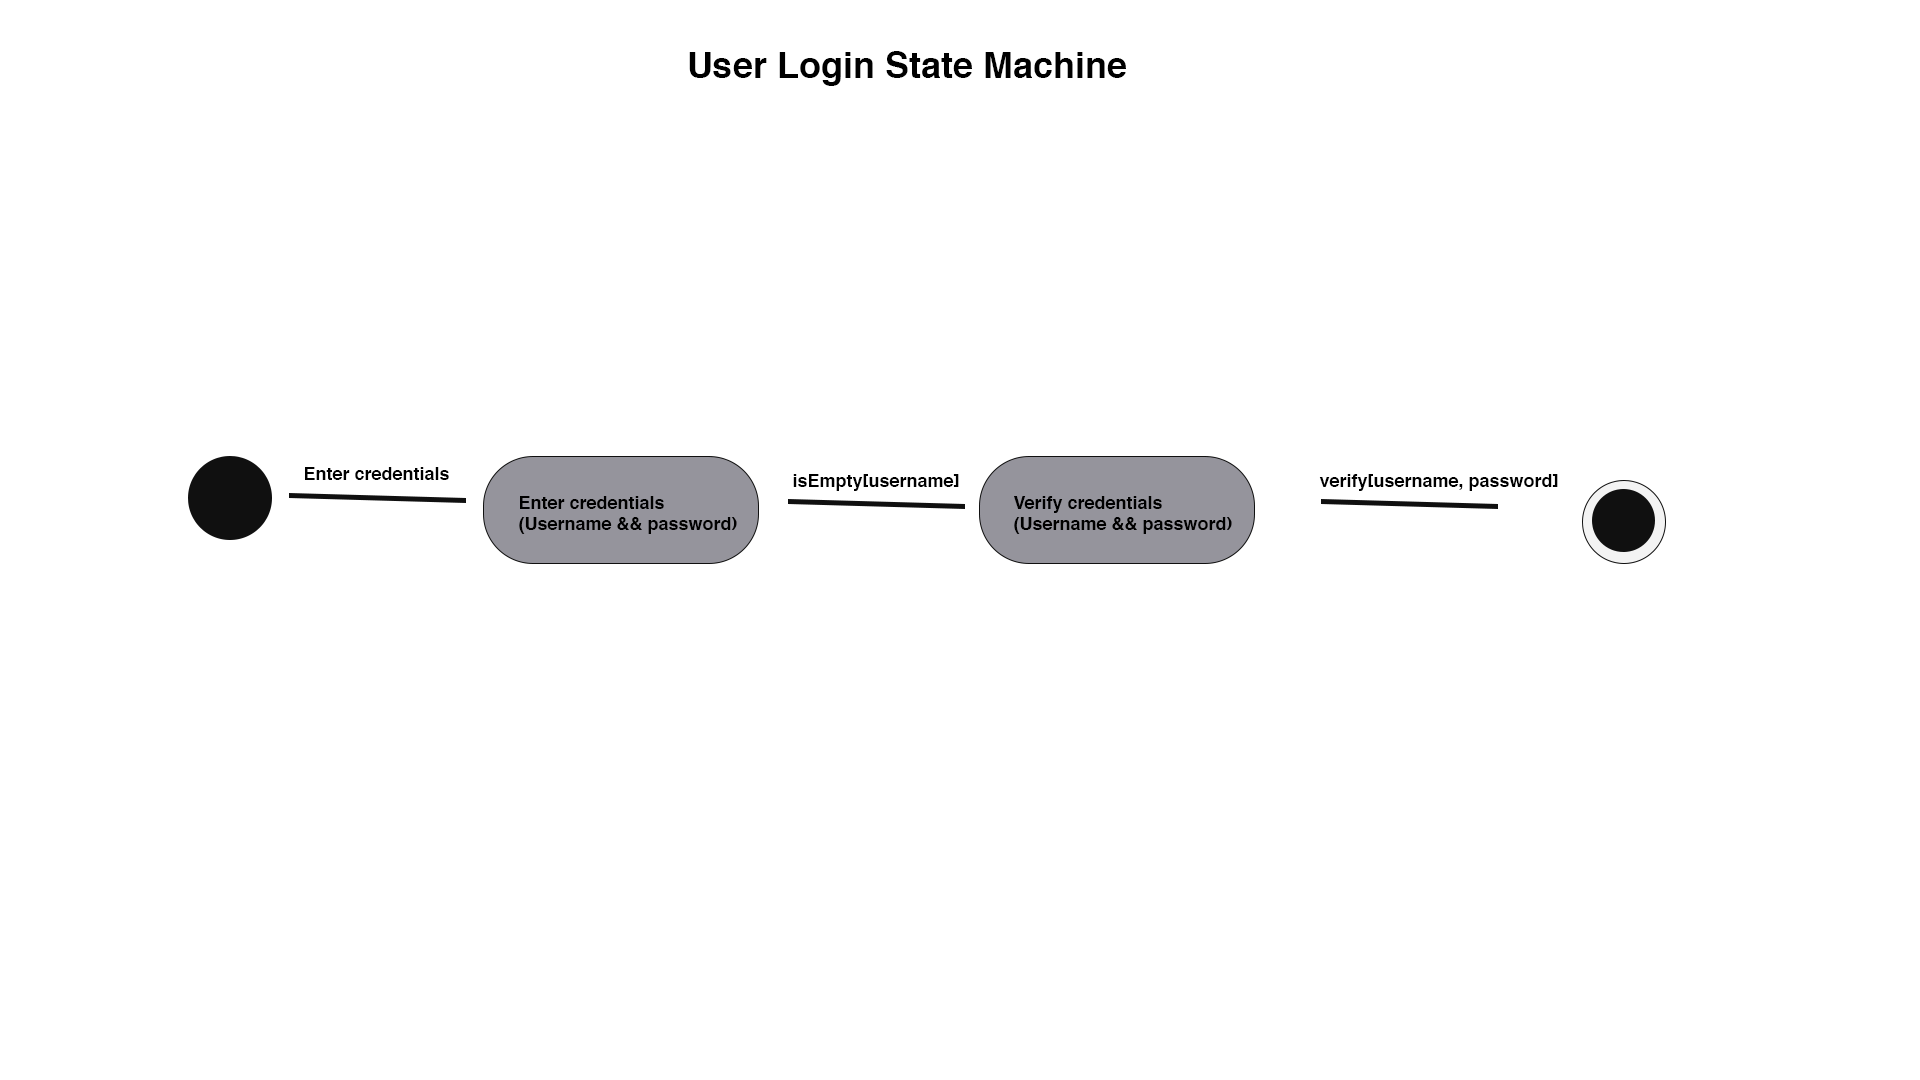 User Login State Machine
Enter credentials
Enter credentials
(Username && password)
isEmpty[username]
Verify credentials
(Username && password)
verify[username, password]